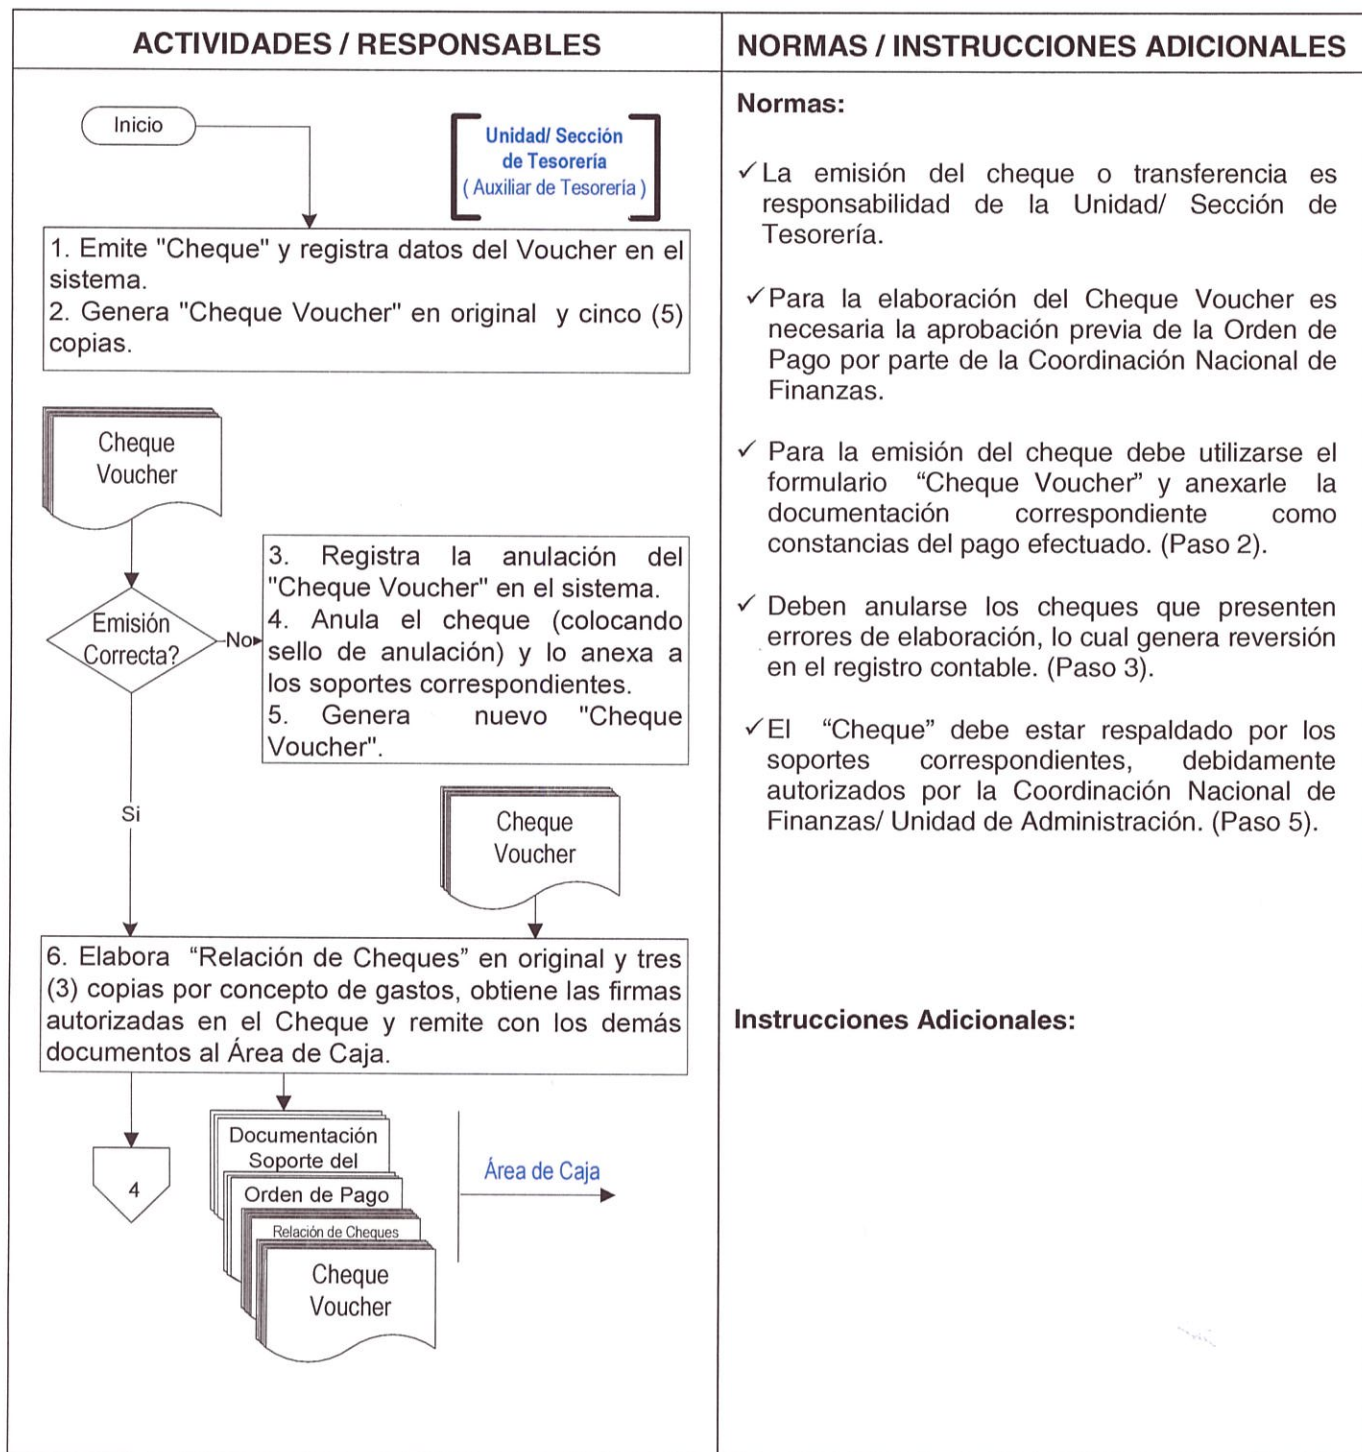 ACTIVIDADES / RESPONSABLES
Inicio
Unidad/ Sección
de Tesorería
( Auxiliar de Tesorería )
1. Emite "Cheque" y registra datos del Voucher en el
sistema.
2. Genera "Cheque Voucher" en original y cinco (5)
copias.
Cheque
Voucher
Emisión
Correcta?
No
3. Registra la anulación del
"Cheque Voucher" en el sistema.
4. Anula el cheque (colocando
sello de anulación) y lo anexa a
los soportes correspondientes.
5. Genera nuevo "Cheque
Voucher".
Si
Cheque
Voucher
6. Elabora “Relación de Cheques” en original y tres
(3) copias por concepto de gastos, obtiene las firmas
autorizadas en el Cheque y remite con los demás
documentos al Área de Caja.
4
Documentación
Soporte del
Orden de Pago
Relación de Cheques
Cheque
Voucher
Área de Caja
NORMAS / INSTRUCCIONES ADICIONALES
Normas:
✓ La emisión del cheque o transferencia es
responsabilidad de la Unidad/ Sección de
Tesorería.
✓ Para la elaboración del Cheque Voucher es
necesaria la aprobación previa de la Orden de
Pago por parte de la Coordinación Nacional de
Finanzas.
✓ Para la emisión del cheque debe utilizarse el
formulario “Cheque Voucher” y anexarle la
documentación correspondiente como
constancias del pago efectuado. (Paso 2).
✓ Deben anularse los cheques que presenten
errores de elaboración, lo cual genera reversión
en el registro contable. (Paso 3).
✓ El “Cheque” debe estar respaldado por los
soportes correspondientes, debidamente
autorizados por la Coordinación Nacional de
Finanzas/ Unidad de Administración. (Paso 5).
Instrucciones Adicionales: